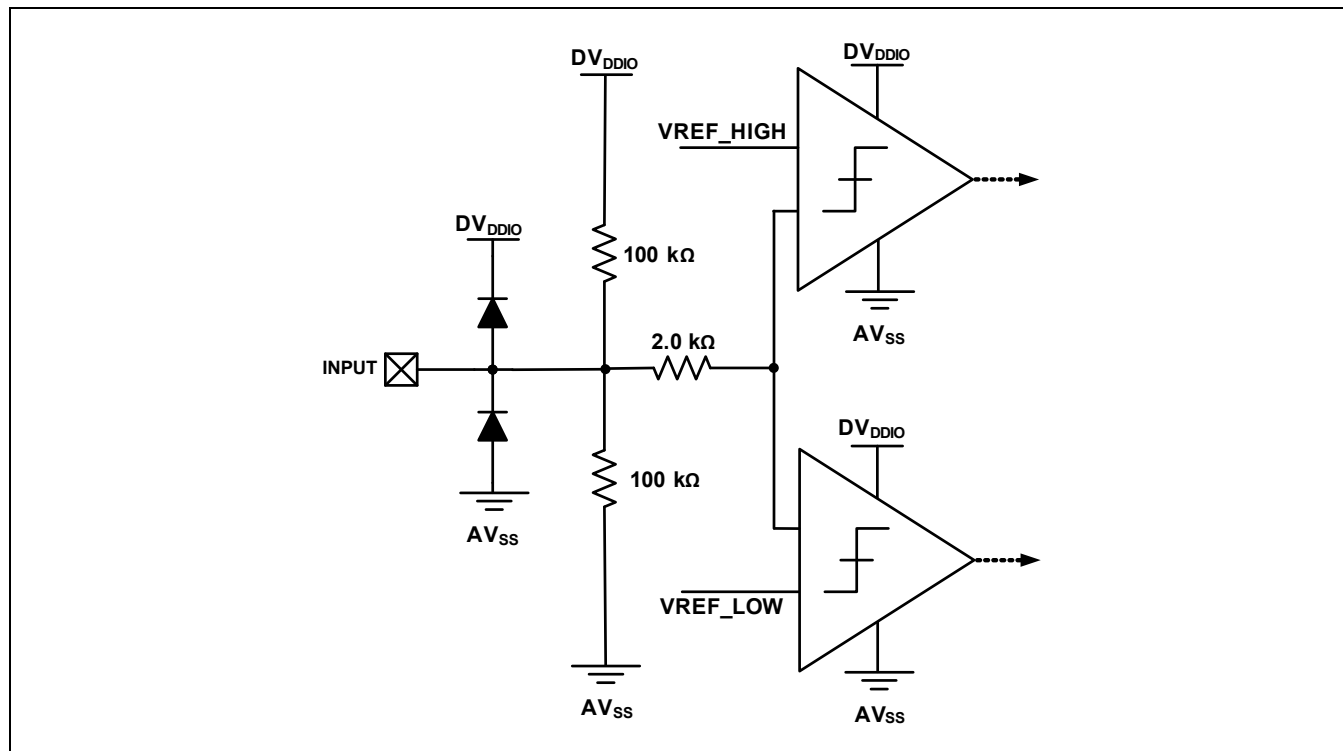 DVDDIO
DVDDIO
VREF_HIGH
DVDDIO
100 kΩ
AVSS
2.0 kΩ
INPUT
DVDDIO
100 kΩ
AVSS
VREF_LOW
AVSS
AVSS